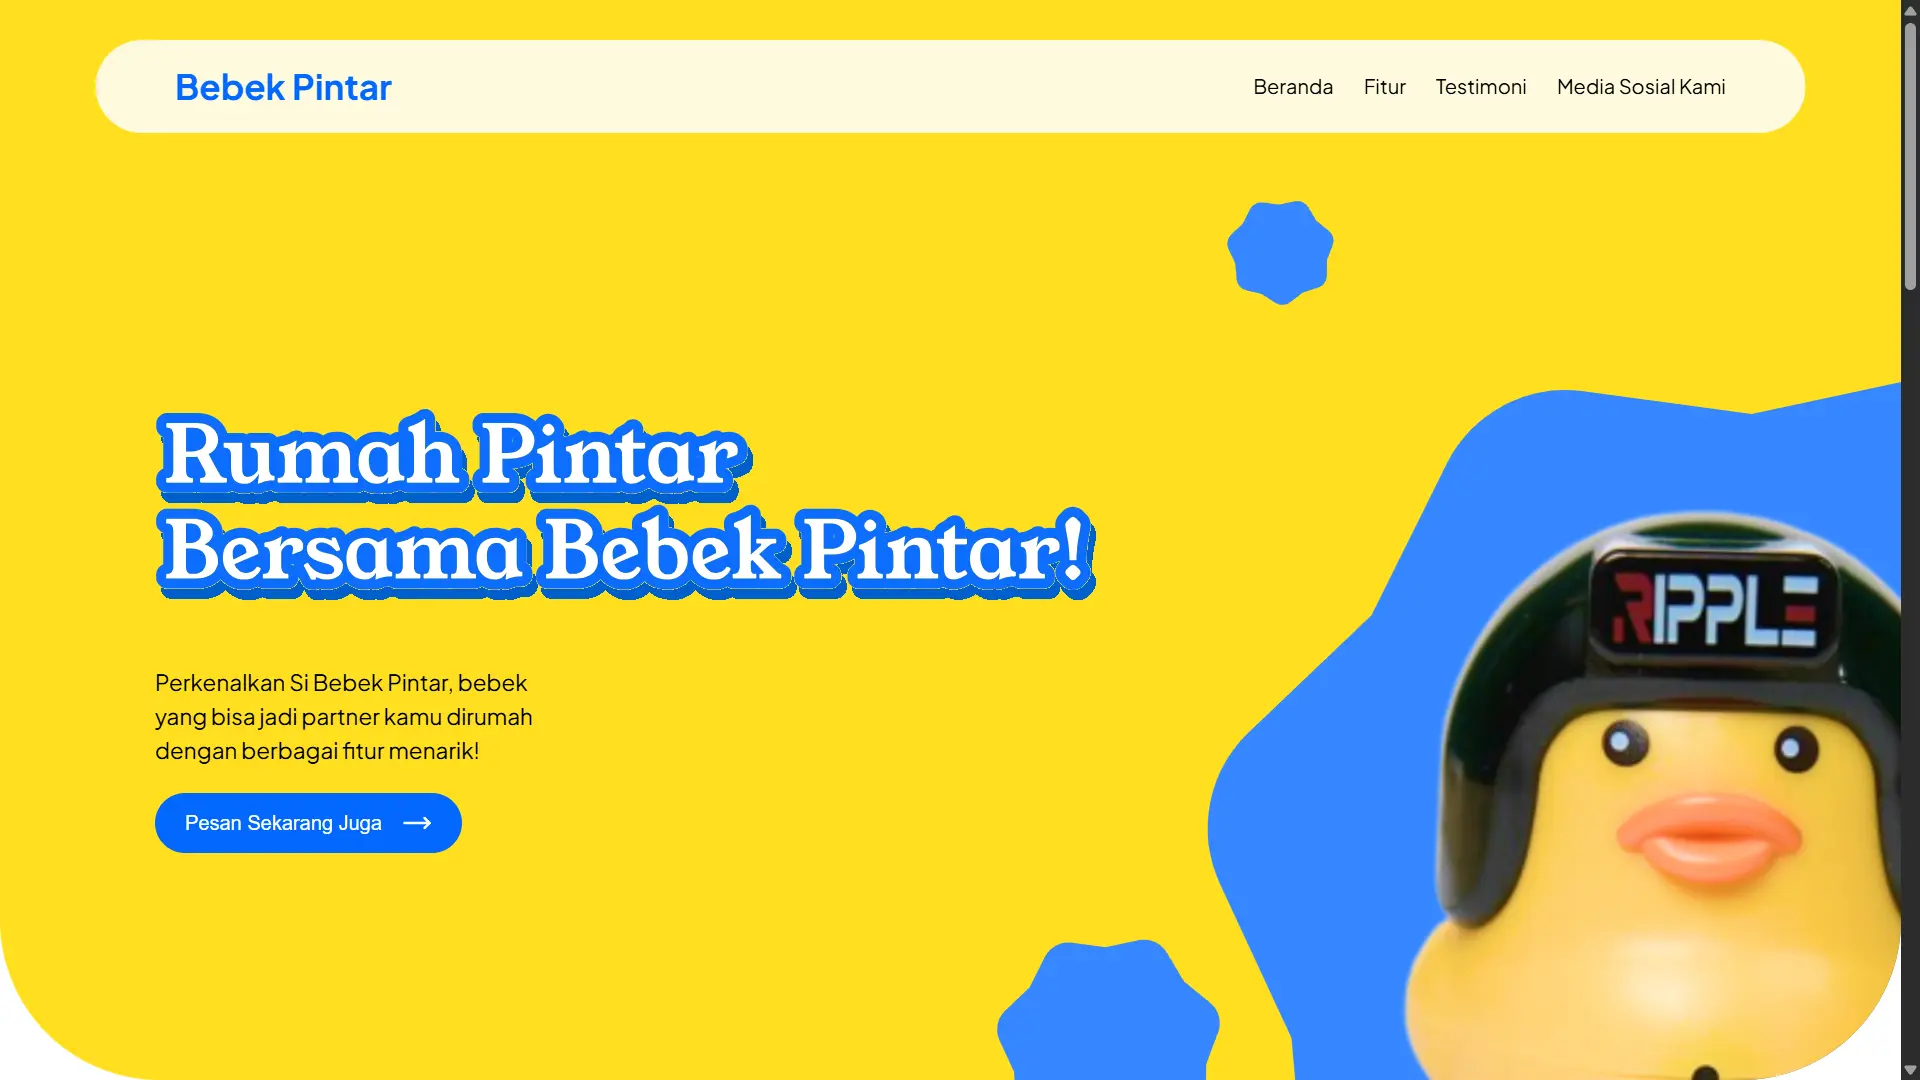 Bebek Pintar
Beranda Fitur Testimoni Media Sosial Kami
Rumah Pintar
Bersama Bebek Pintar!
Perkenalkan Si Bebek Pintar, bebek
yang bisa jadi partner kamu dirumah
dengan berbagai fitur menarik!
Pesan Sekarang Juga
RIPPLE